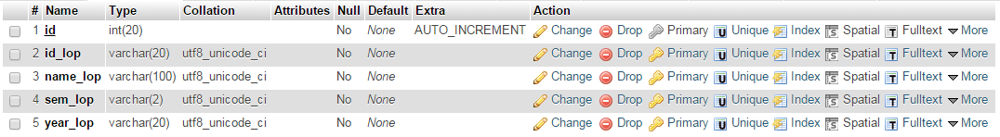 # Name Type Collation Attributes Null Default Extra Action
1 id int(20) No None AUTO_INCREMENT Change Drop Primary Unique Index Spatial Fulltext More
2 id_lop varchar(20) utf8_unicode_ci No None Change Drop Primary Unique Index Spatial Fulltext More
3 name_lop varchar(100) utf8_unicode_ci No None Change Drop Primary Unique Index Spatial Fulltext More
4 sem_lop varchar(2) utf8_unicode_ci No None Change Drop Primary Unique Index Spatial Fulltext More
5 year_lop varchar(20) utf8_unicode_ci No None Change Drop Primary Unique Index Spatial Fulltext More